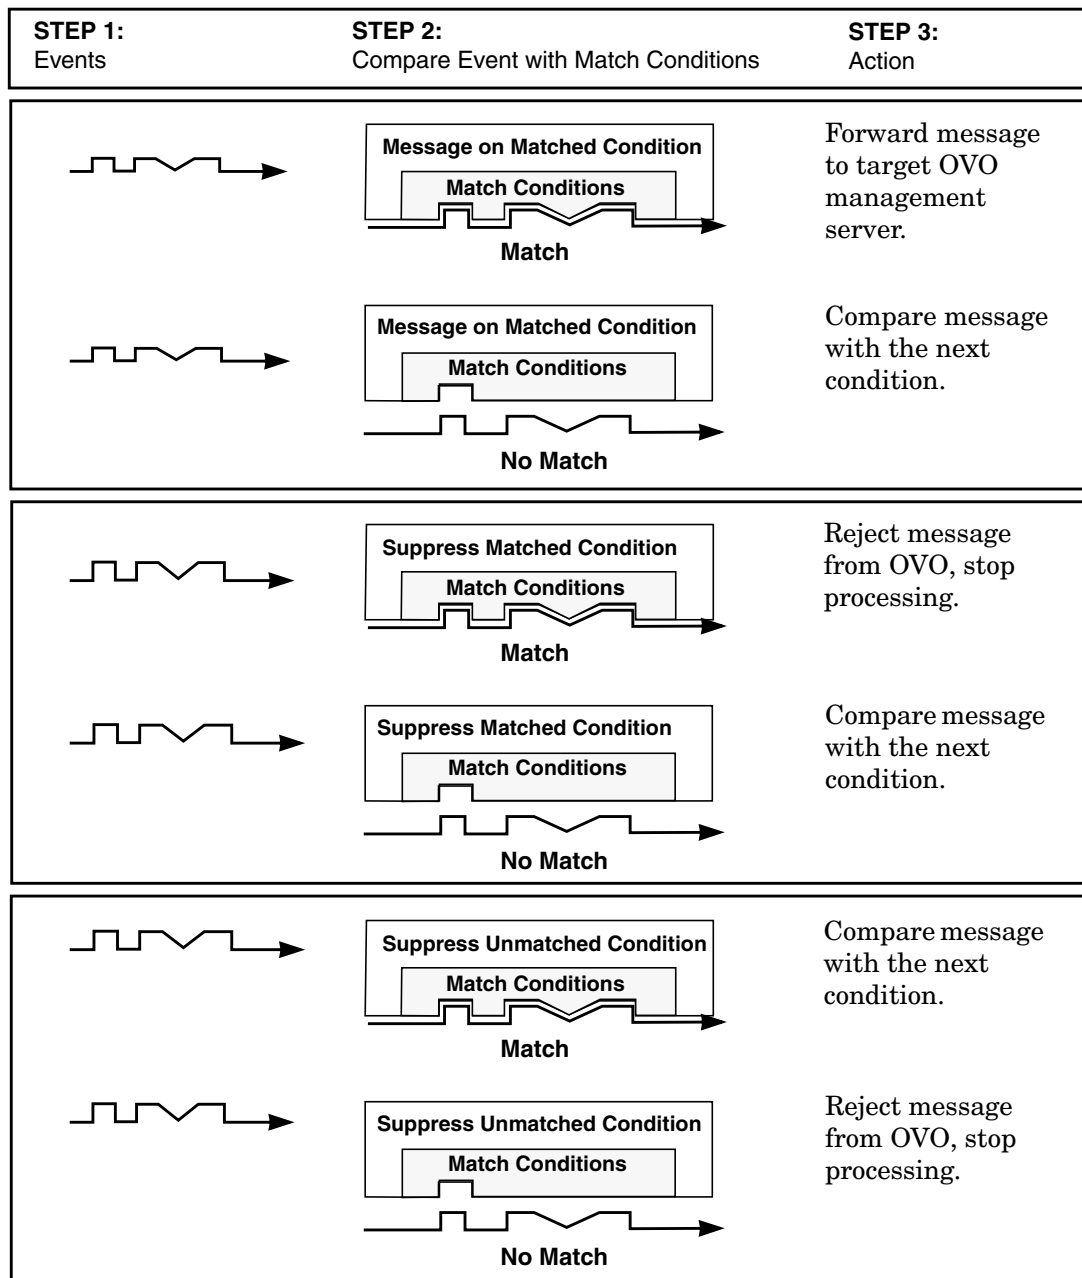 STEP 1:
Events
STEP 2:
Compare Event with Match Conditions
STEP 3:
Action
Message on Matched Condition
Match Conditions
Match
Forward message
to target OVO
management
server.
Message on Matched Condition
Match Conditions
No Match
Compare message
with the next
condition.
Suppress Matched Condition
Match Conditions
Match
Reject message
from OVO, stop
processing.
Suppress Matched Condition
Match Conditions
No Match
Compare message
with the next
condition.
Suppress Unmatched Condition
Match Conditions
Match
Compare message
with the next
condition.
Suppress Unmatched Condition
Match Conditions
No Match
Reject message
from OVO, stop
processing.